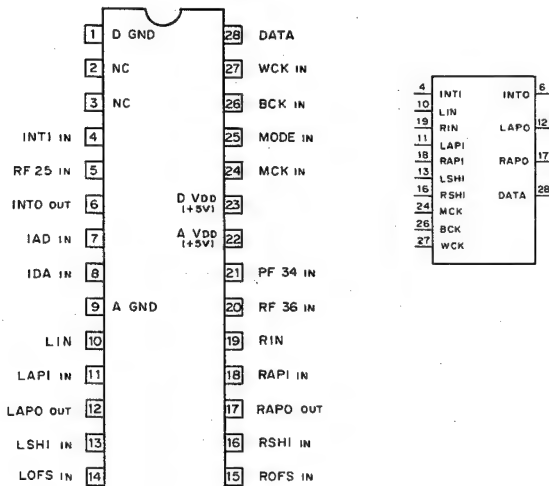 1 D GND 28 DATA
2 NC 27 WCK IN
3 NC 26 BCK IN
INTI IN 4 25 MODE IN
RF 25 IN 5 24 MCK IN
INTO OUT 6 D VDD (+5V) 23
IAD IN 7 A VDD (+5V) 22
IDA IN 8 21 PF 34 IN
9 A GND 20 RF 36 IN
LIN 10 19 RIN
LAPI IN 11 18 RAPI IN
LAPO OUT 12 17 RAPO OUT
LSHI IN 13 16 RSHI IN
LOFS IN 14 15 ROFS IN
4 INTI INTO 6
10 LIN
19 RIN LAPO 12
11 LAPI
18 RAPI RAPO 17
13 LSHI
16 RSHI DATA 28
24 MCK
26 BCK
27 WCK